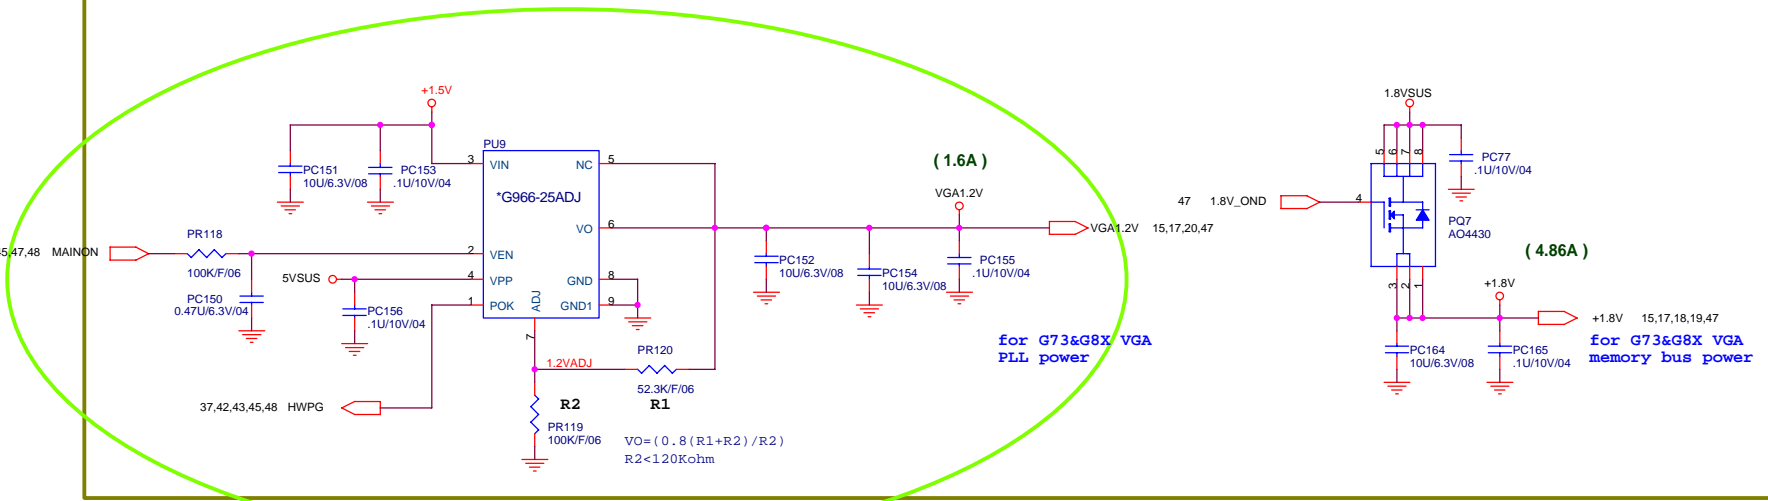 +1.5V
PC151
10U/6.3V/08
PC153
.1U/10V/04
PU9
3 VIN
NC 5
*G966-25ADJ
VO 6
2 VEN
4 VPP
1 POK
GND 8
GND1 9
ADJ
7
5,47,48 MAINON
PR118
100K/F/06
PC150
0.47U/6.3V/04
5VSUS
PC156
.1U/10V/04
37,42,43,45,48 HWPG
1.2VADJ
PR120
52.3K/F/06
R2
R1
PR119
100K/F/06
VO=(0.8(R1+R2)/R2)
R2<120Kohm
( 1.6A )
VGA1.2V
VGA1.2V 15,17,20,47
PC152
10U/6.3V/08
PC154
10U/6.3V/08
PC155
.1U/10V/04
for G73&G8X VGA
PLL power
1.8VSUS
5 6 7 8
PC77
.1U/10V/04
47 1.8V_OND
4
PQ7
AO4430
3 2 1
( 4.86A )
+1.8V
+1.8V 15,17,18,19,47
PC164
10U/6.3V/08
PC165
.1U/10V/04
for G73&G8X VGA
memory bus power